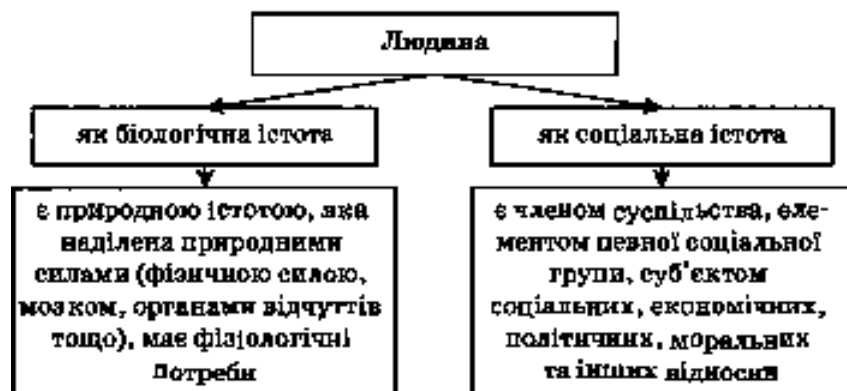 Людина
як біологічна істота
як соціальна істота
є природною істотою, яка
наділена природними
силами (фізичною силою,
мозком, органами відчуттів
тощо), має фізіологічні
потреби
є членом суспільства, еле-
ментом певної соціальної
групи, суб'єктом
соціальних, економічних,
політичних, моральних
та інших відносин